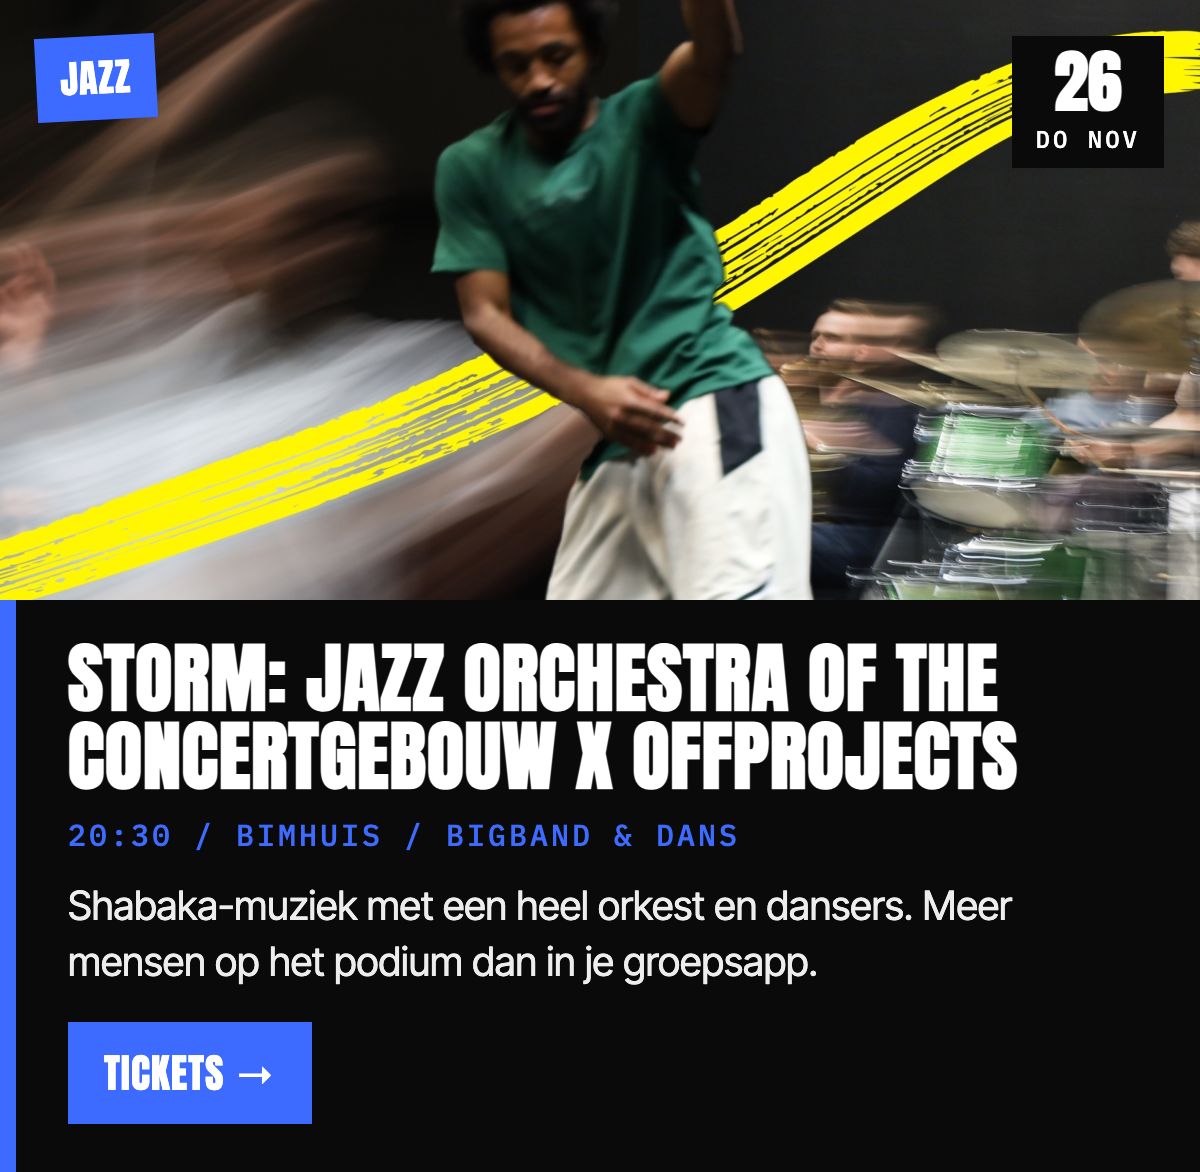 JAZZ
26
DO NOV
STORM: JAZZ ORCHESTRA OF THE
CONCERTGEBOUW X OFFPROJECTS
20:30 / BIMHUIS / BIGBAND & DANS
Shabaka-muziek met een heel orkest en dansers. Meer
mensen op het podium dan in je groepsapp.
TICKETS →